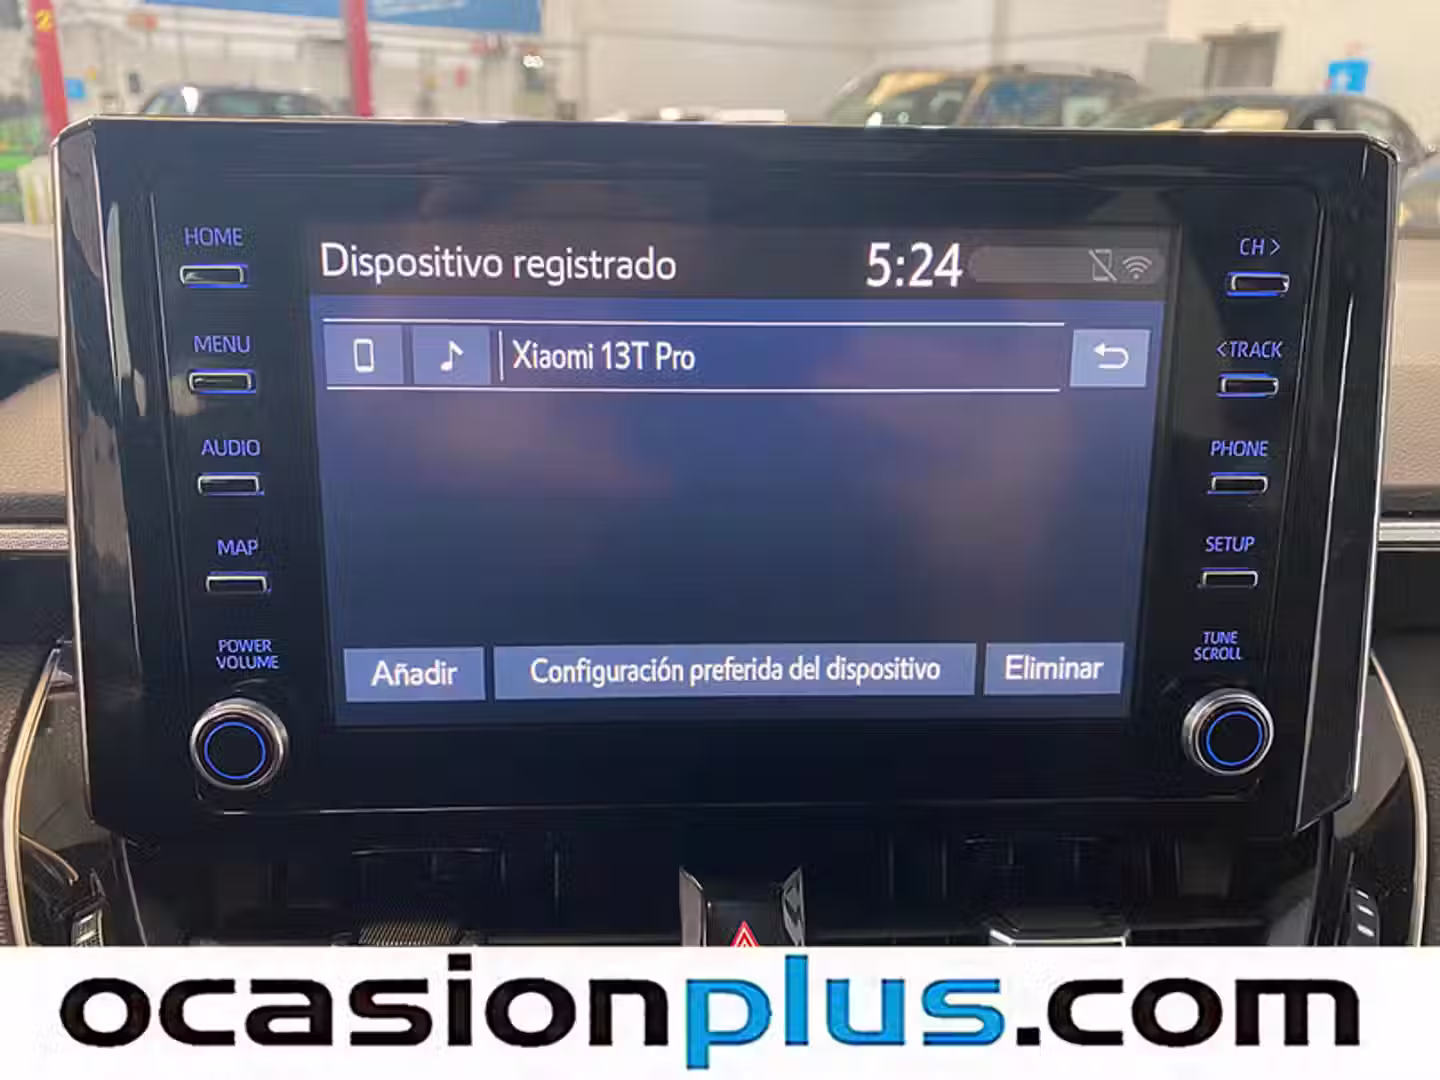 HOME
MENU
AUDIO
MAP
POWER
VOLUME
Dispositivo registrado 5:24
Xiaomi 13T Pro
Añadir Configuración preferida del dispositivo Eliminar
CH >
<TRACK
PHONE
SETUP
TUNE
SCROLL
ocasionplus.com